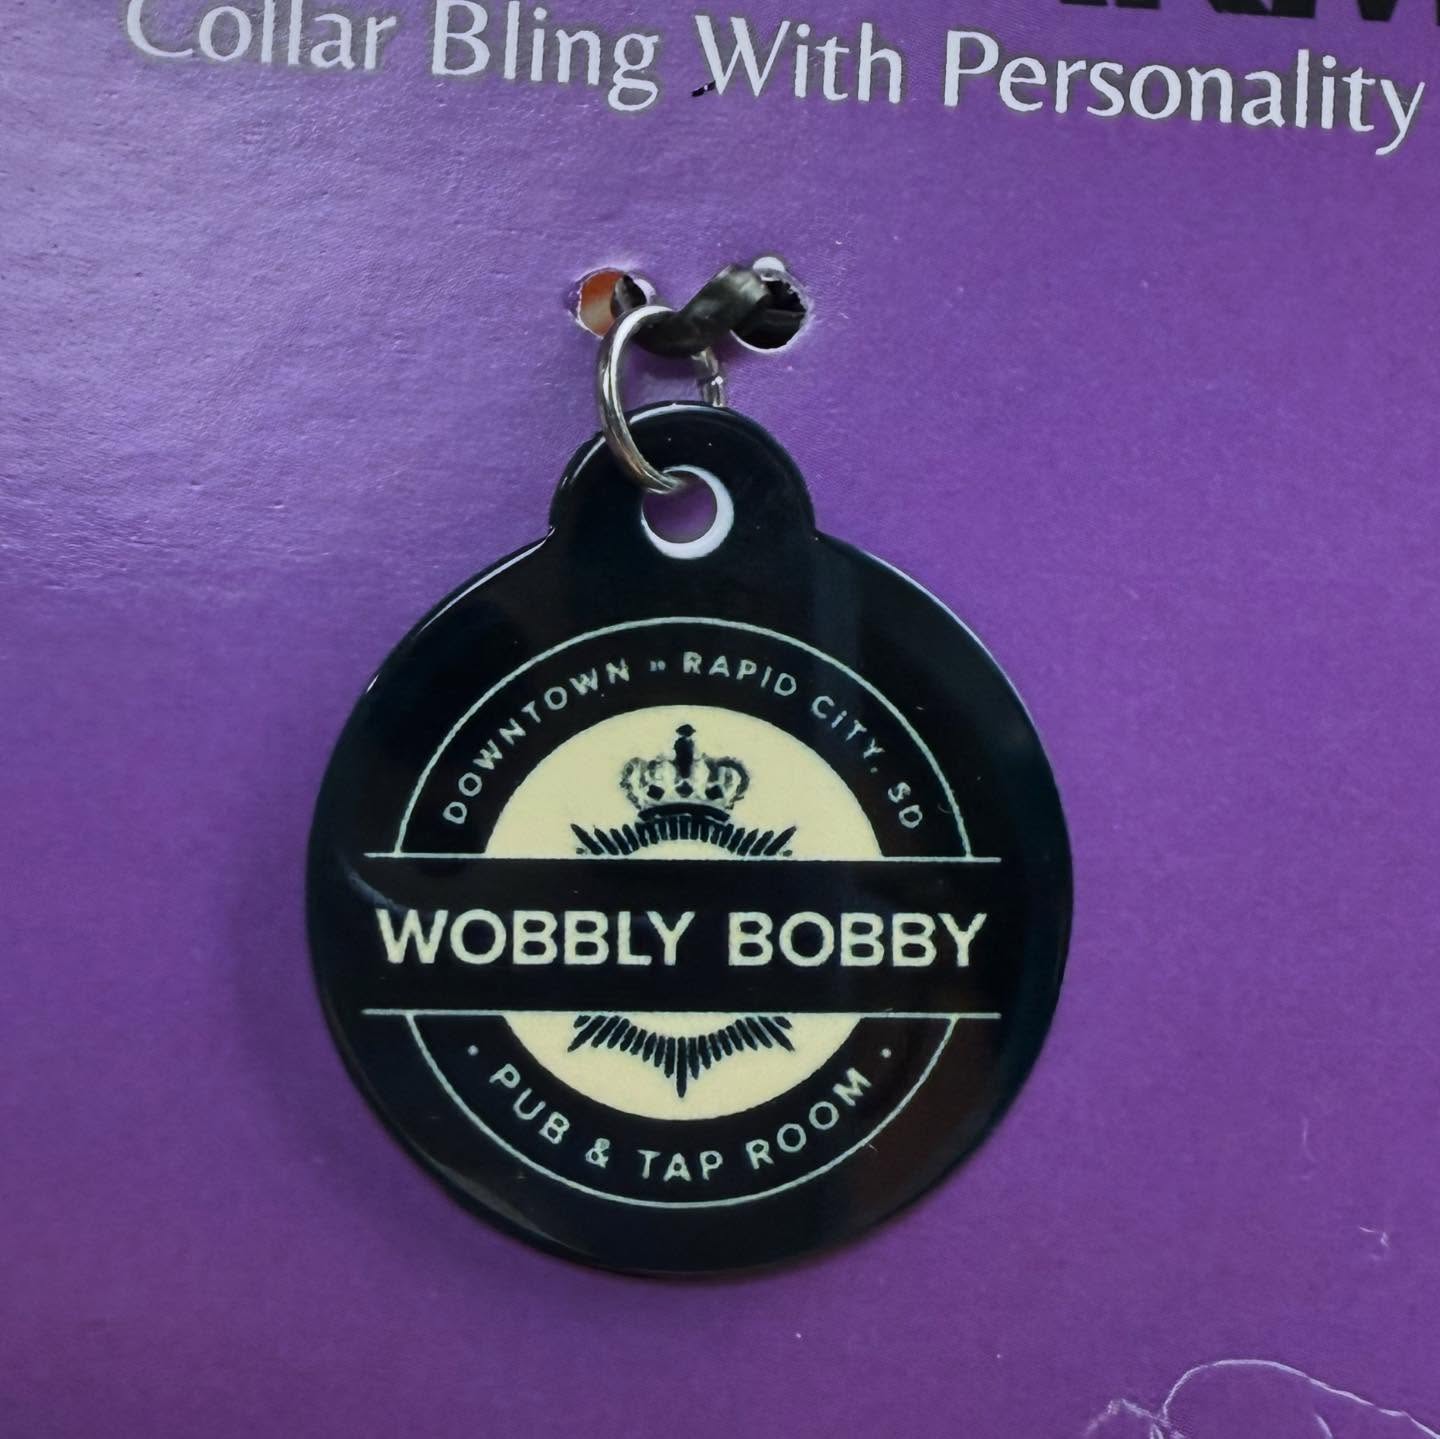 Collar Bling With Personality
DOWNTOWN » RAPID CITY, SD
WOBBLY BOBBY
• PUB & TAP ROOM •